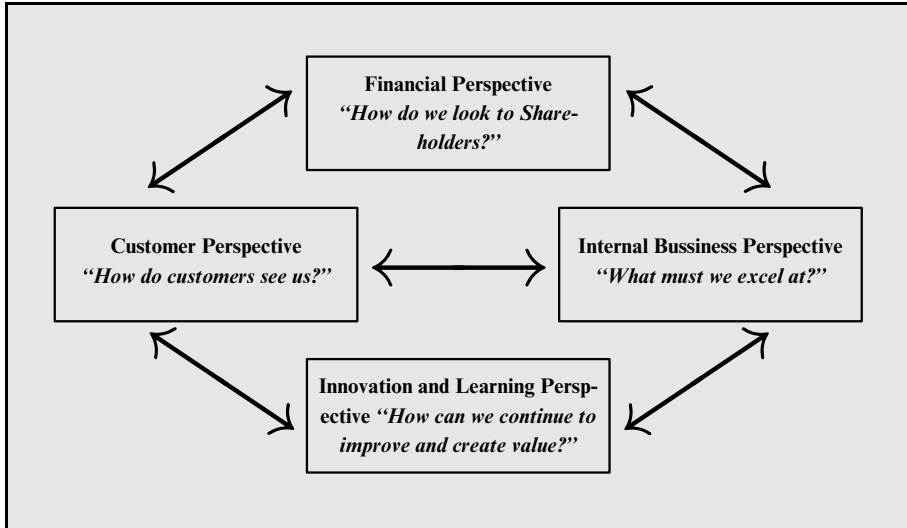 Financial Perspective
“How do we look to Share-
holders?”
Customer Perspective
“How do customers see us?”
Internal Bussiness Perspective
“What must we excel at?”
Innovation and Learning Persp-
ective “How can we continue to
improve and create value?”